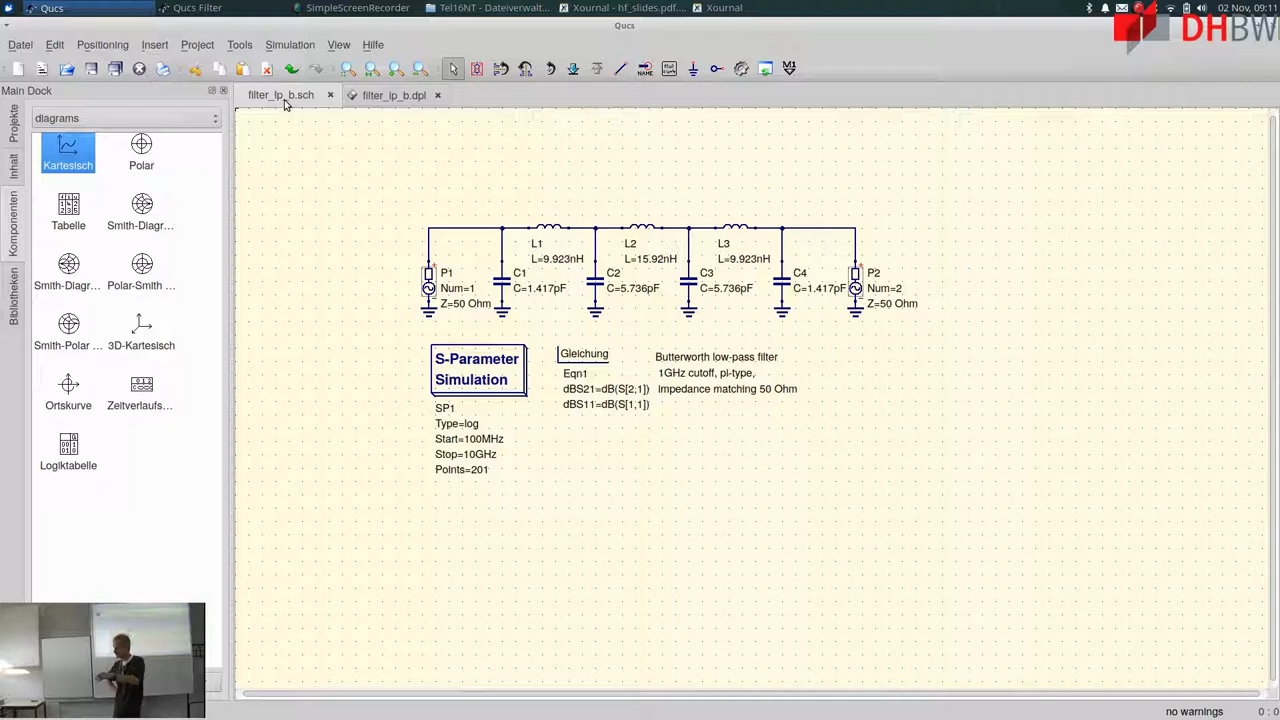 Qucs
Qucs Filter
SimpleScreenRecorder
Tel16NT - Dateiverwalt...
Xournal - hf_slides.pdf....
Xournal
02 Nov, 09:11
Qucs
DHBW
Datei Edit Positioning Insert Project Tools Simulation View Hilfe
NAME
Main Dock
filter_lp_b.sch
filter_lp_b.dpl
Projekte
Inhalt
Komponenten
Bibliotheken
diagrams
Kartesisch
Polar
Tabelle
Smith-Diagr...
Smith-Diagr...
Polar-Smith ...
Smith-Polar ...
3D-Kartesisch
Ortskurve
Zeitverlaufs...
Logiktabelle
L1
L=9.923nH
L2
L=15.92nH
L3
L=9.923nH
P1
Num=1
Z=50 Ohm
C1
C=1.417pF
C2
C=5.736pF
C3
C=5.736pF
C4
C=1.417pF
P2
Num=2
Z=50 Ohm
S-Parameter
Simulation
SP1
Type=log
Start=100MHz
Stop=10GHz
Points=201
Gleichung
Eqn1
dBS21=dB(S[2,1])
dBS11=dB(S[1,1])
Butterworth low-pass filter
1GHz cutoff, pi-type,
impedance matching 50 Ohm
no warnings
0 : 0